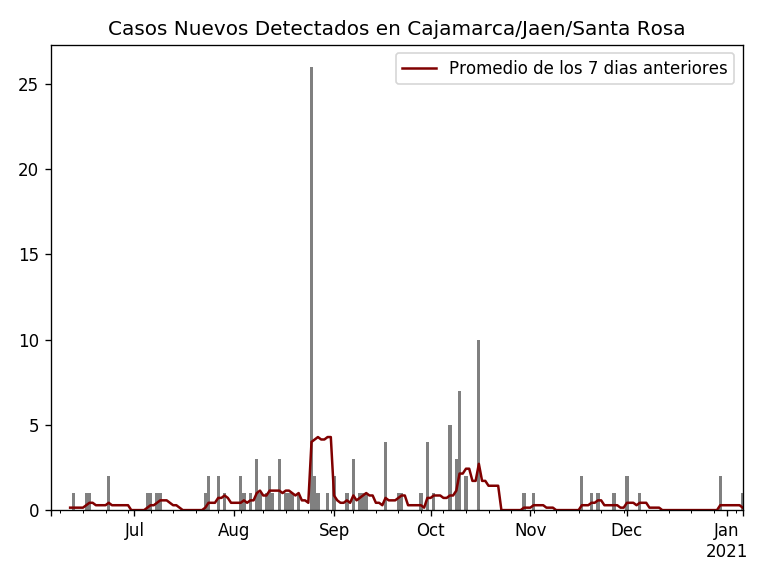 Casos Nuevos Detectados en Cajamarca/Jaen/Santa Rosa
Promedio de los 7 dias anteriores
25
20
15
10
5
0
Jul Aug Sep Oct Nov Dec Jan
2021